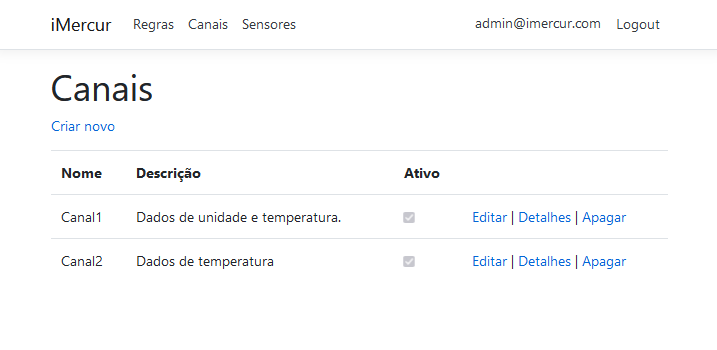 iMercur Regras Canais Sensores admin@imercur.com Logout
Canais
Criar novo
Nome Descrição Ativo
Canal1 Dados de unidade e temperatura. Editar | Detalhes | Apagar
Canal2 Dados de temperatura Editar | Detalhes | Apagar